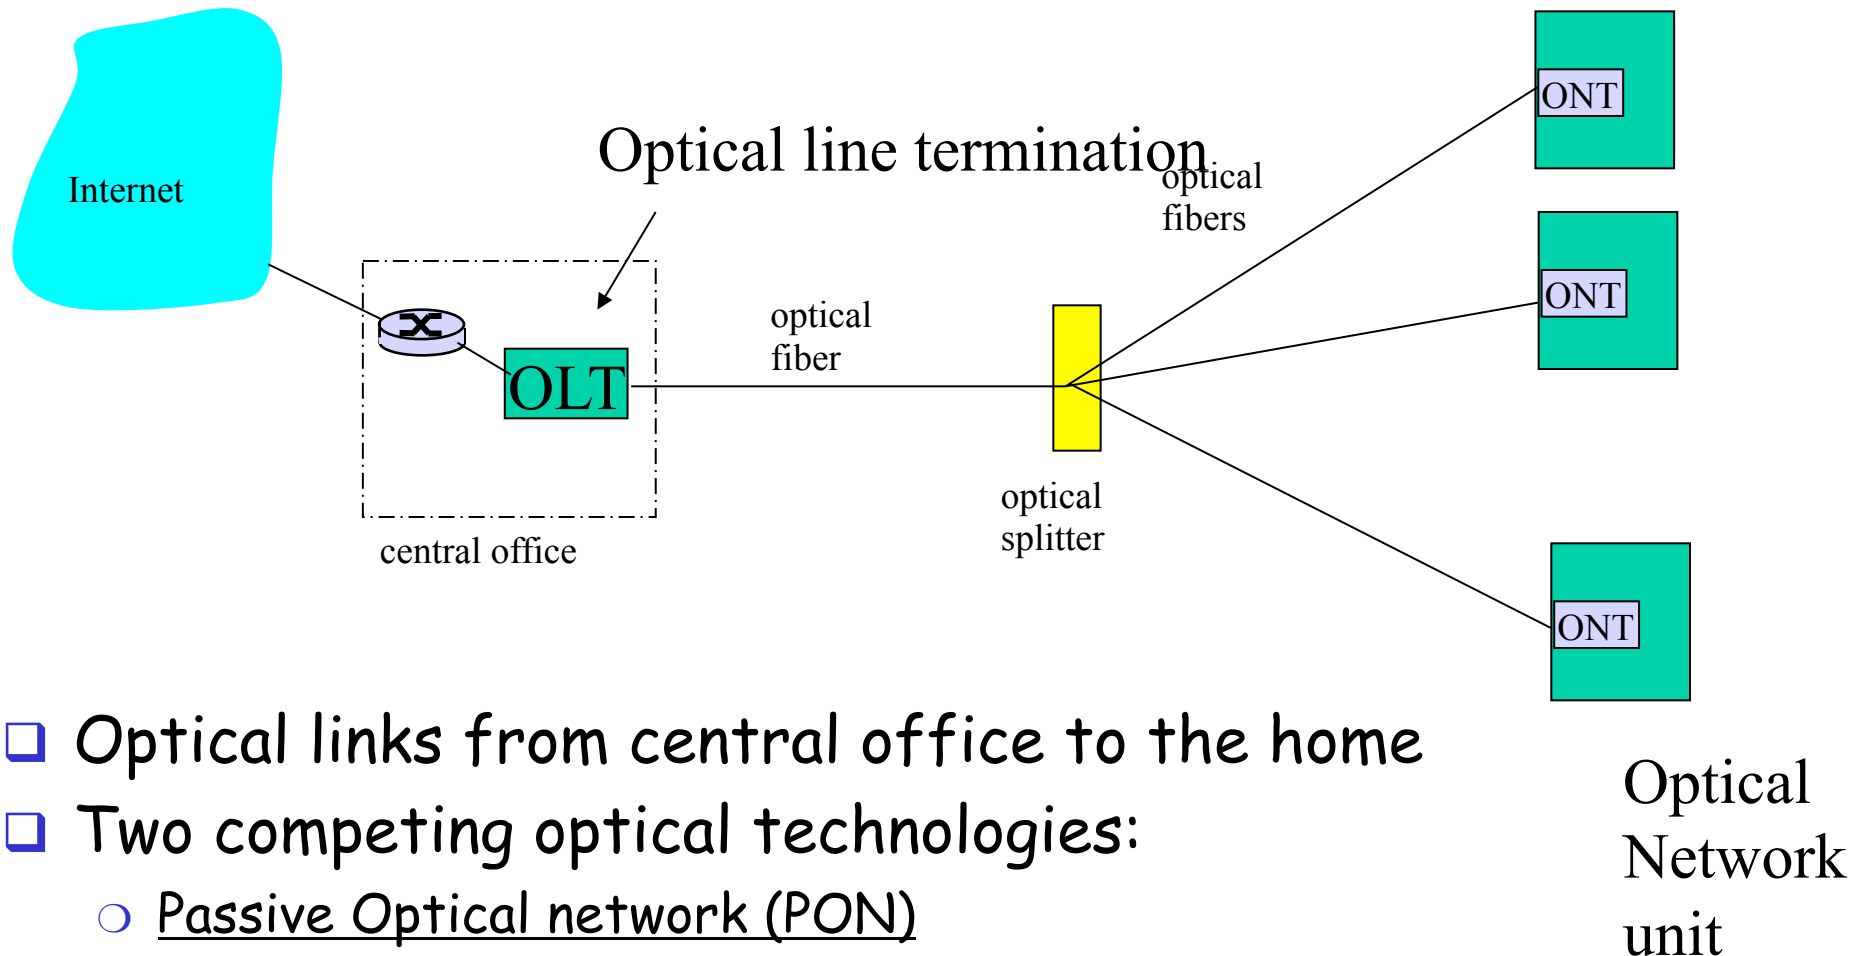 ONT
Optical line termination
optical
fibers
Internet
ONT
optical
fiber
OLT
optical
splitter
central office
ONT
Optical links from central office to the home
Two competing optical technologies:
Passive Optical network (PON)
Optical
Network
unit